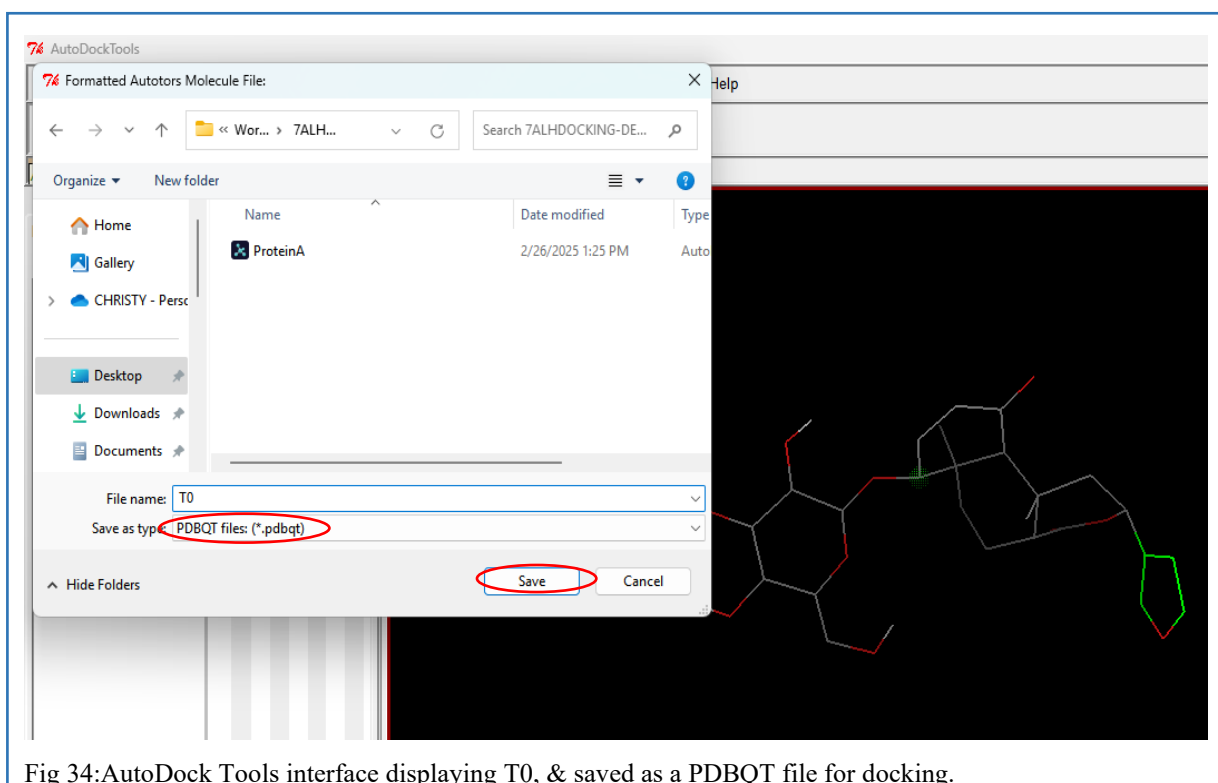 AutoDockTools
Formatted Autotors Molecule File:
Help
« Wor... › 7ALH...
Search 7ALHDOCKING-DE...
Organize
New folder
Name
Date modified
Type
Home
ProteinA
2/26/2025 1:25 PM
Auto
Gallery
CHRISTY - Persc
Desktop
Downloads
Documents
File name: T0
Save as type: PDBQT files: (*.pdbqt)
Hide Folders
Save
Cancel
Fig 34:AutoDock Tools interface displaying T0, & saved as a PDBQT file for docking.